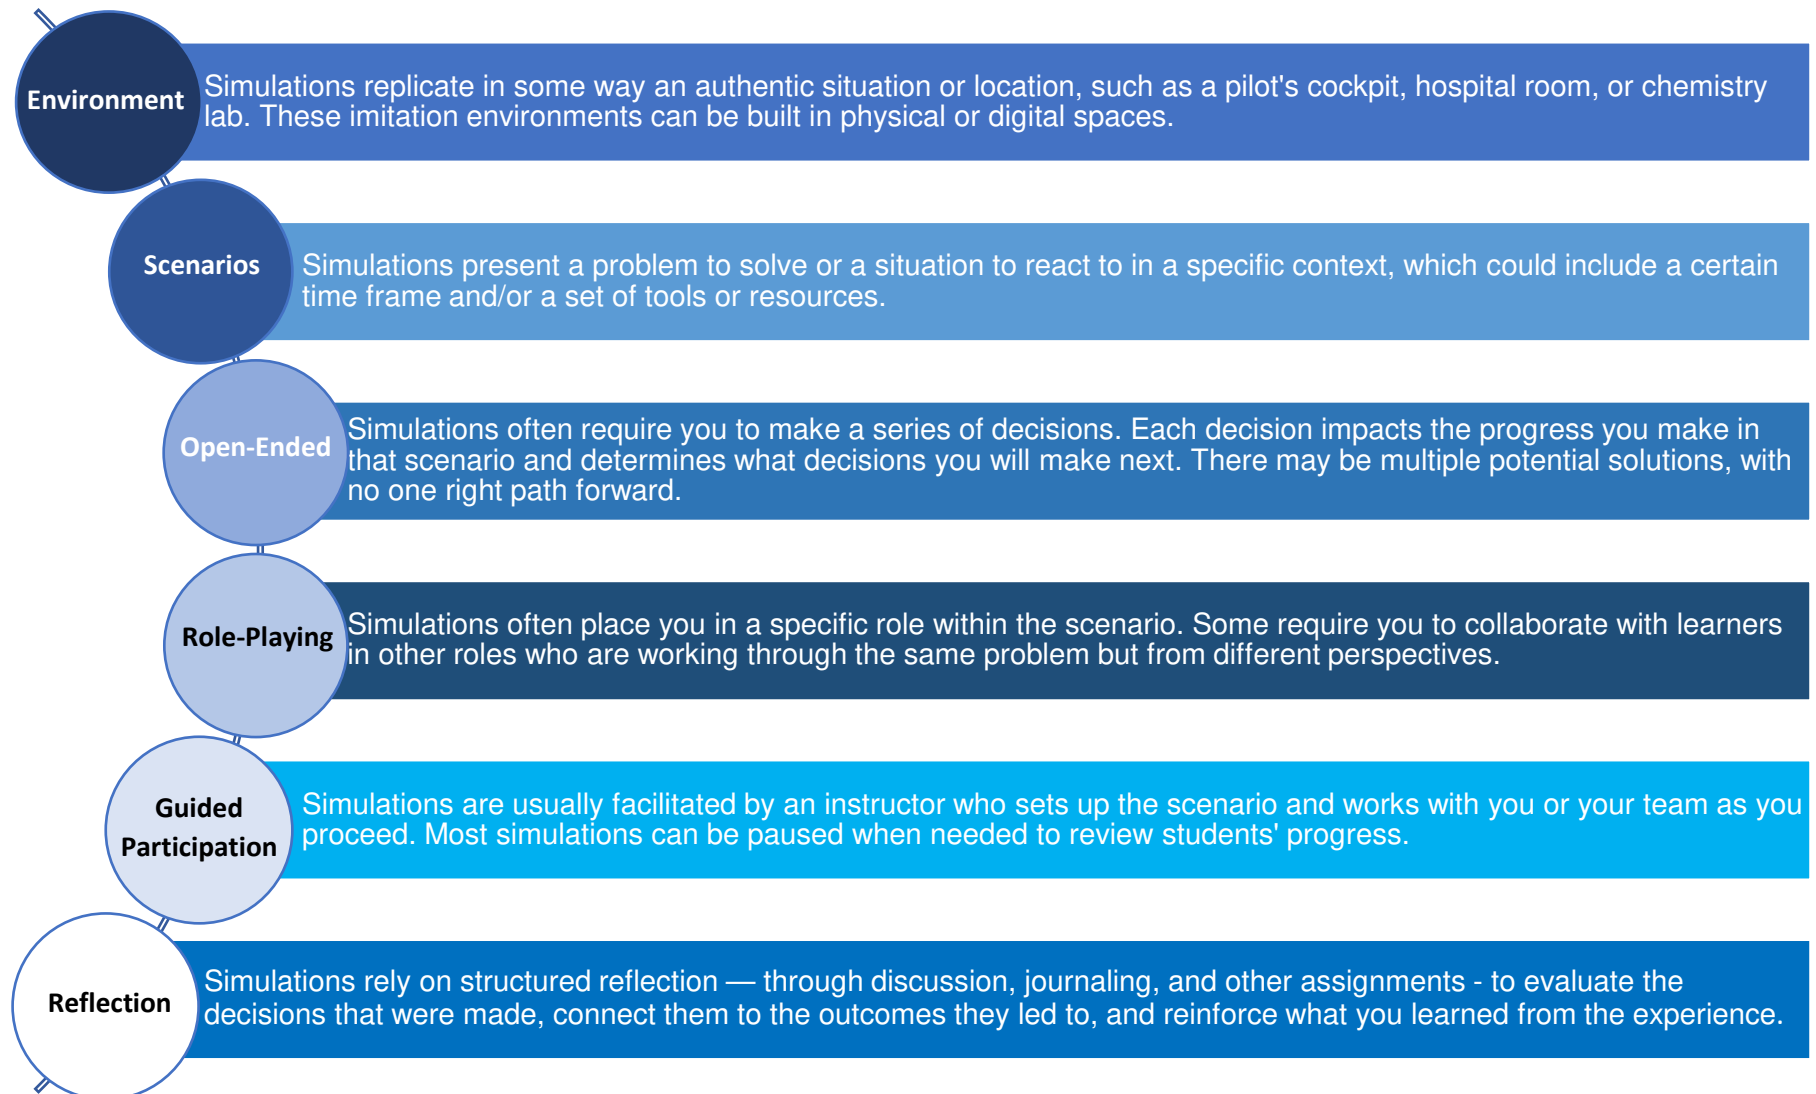 Environment
Simulations replicate in some way an authentic situation or location, such as a pilot's cockpit, hospital room, or chemistry
lab. These imitation environments can be built in physical or digital spaces.
Scenarios
Simulations present a problem to solve or a situation to react to in a specific context, which could include a certain
time frame and/or a set of tools or resources.
Open-Ended
Simulations often require you to make a series of decisions. Each decision impacts the progress you make in
that scenario and determines what decisions you will make next. There may be multiple potential solutions, with
no one right path forward.
Role-Playing
Simulations often place you in a specific role within the scenario. Some require you to collaborate with learners
in other roles who are working through the same problem but from different perspectives.
Guided
Participation
Simulations are usually facilitated by an instructor who sets up the scenario and works with you or your team as you
proceed. Most simulations can be paused when needed to review students' progress.
Reflection
Simulations rely on structured reflection — through discussion, journaling, and other assignments - to evaluate the
decisions that were made, connect them to the outcomes they led to, and reinforce what you learned from the experience.